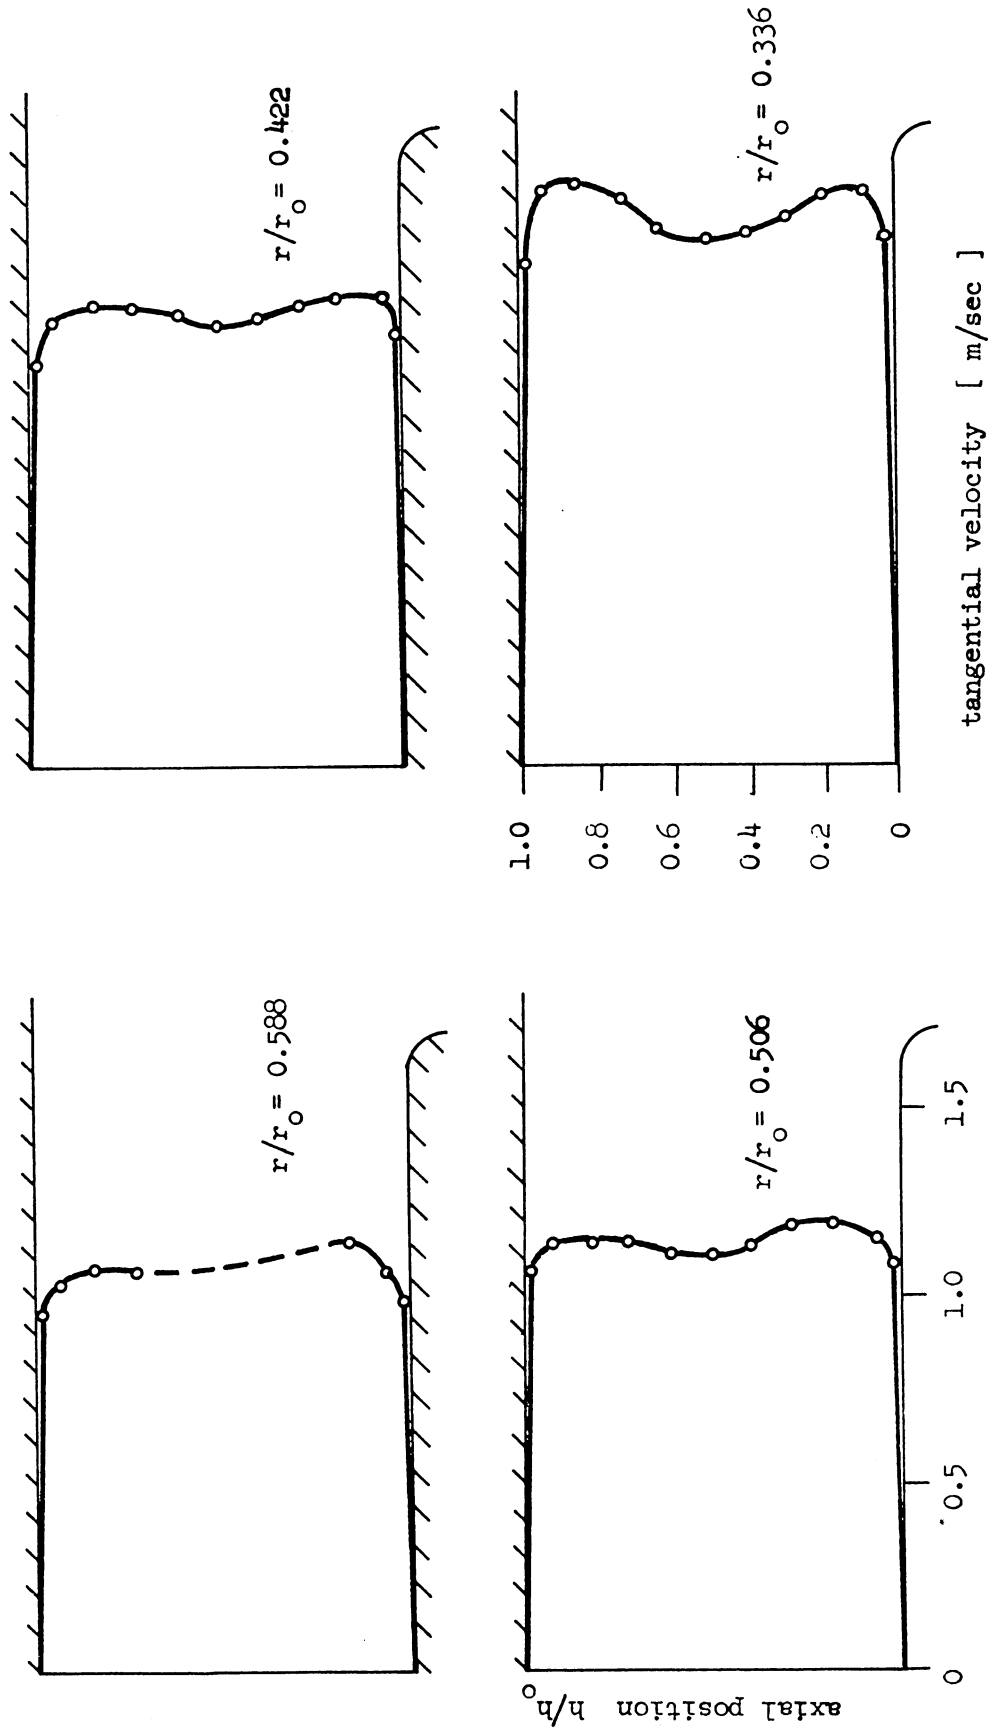 r/r₀ = 0.588
r/r₀ = 0.422
r/r₀ = 0.506
r/r₀ = 0.336
axial position h/h₀
1.0
0.8
0.6
0.4
0.2
0
0
0.5
1.0
1.5
tangential velocity [ m/sec ]